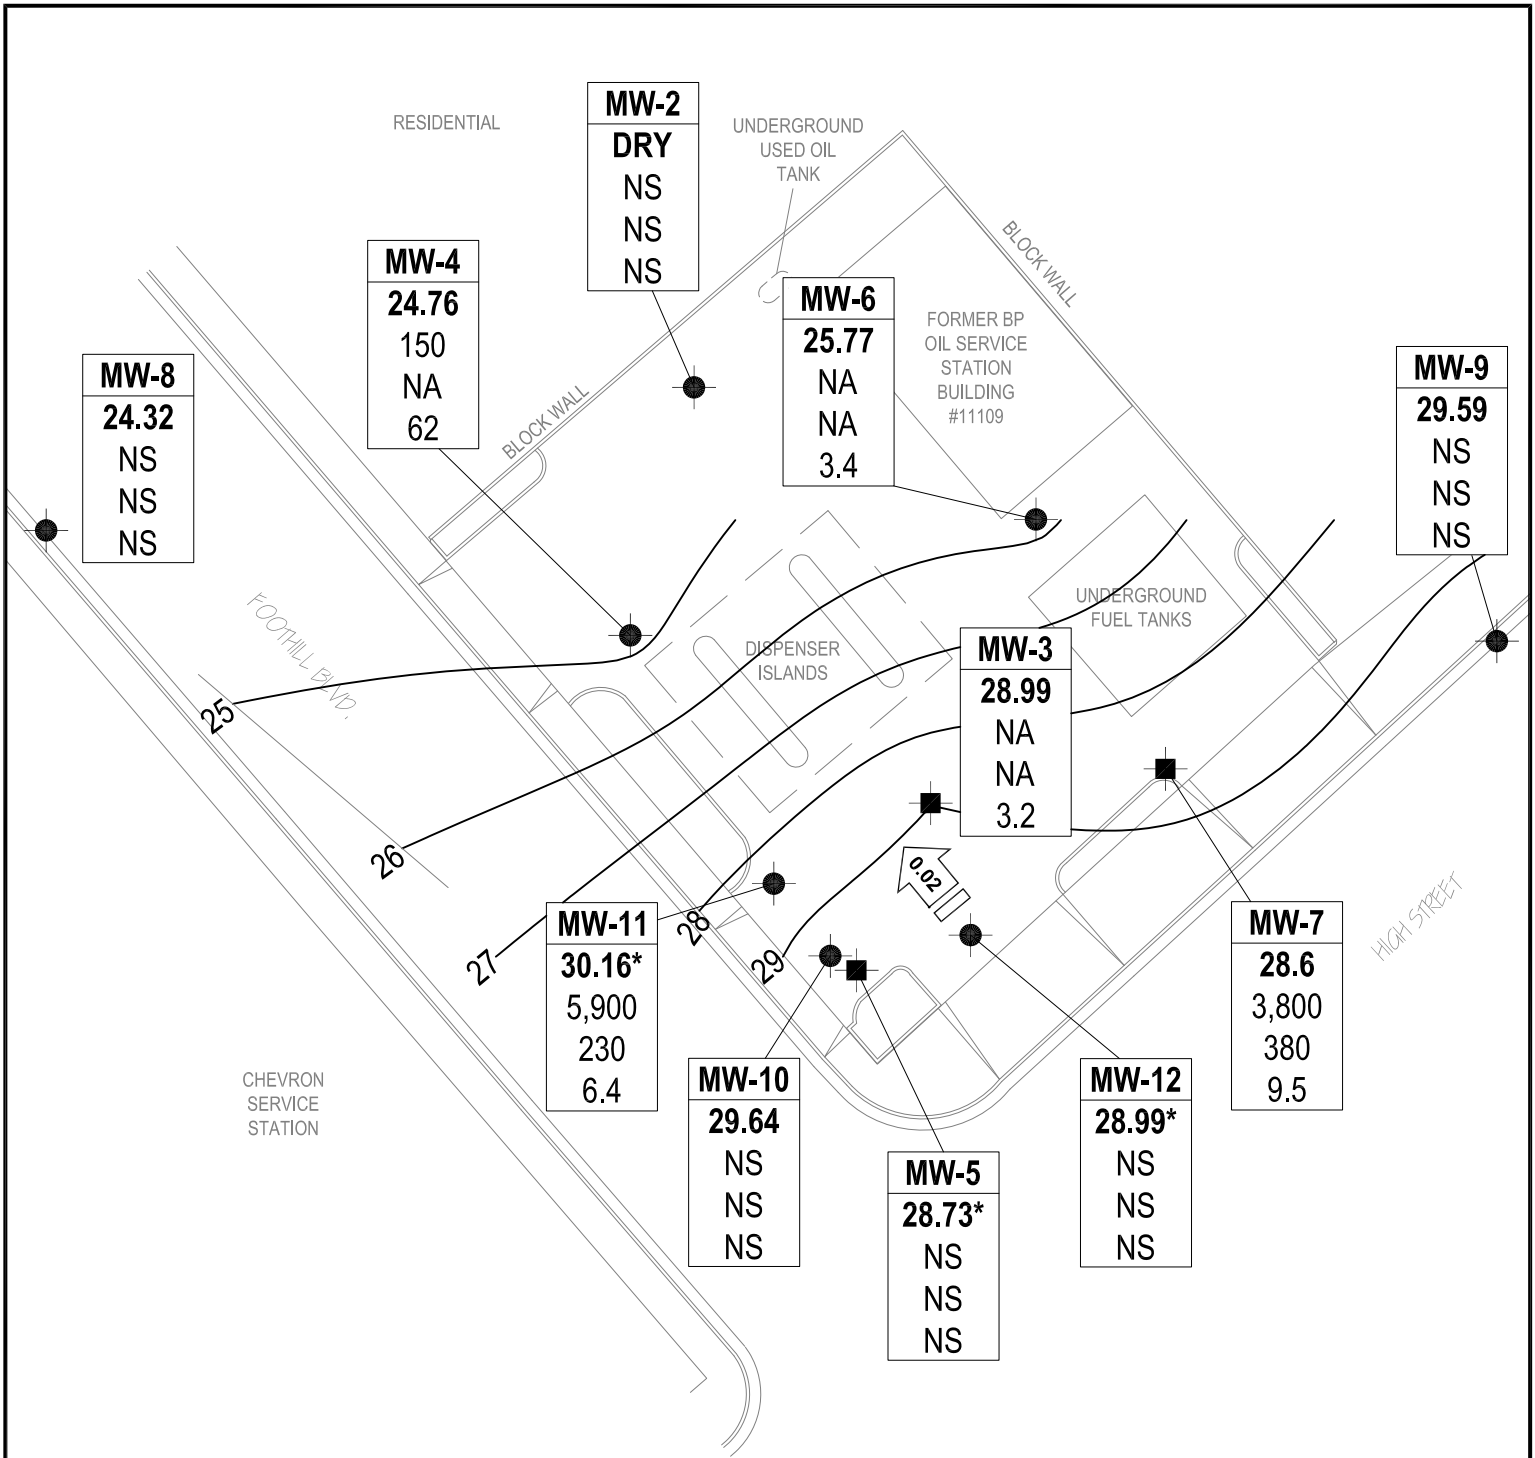 MW-2
DRY
NS
NS
NS
RESIDENTIAL
UNDERGROUND
USED OIL
TANK
BLOCK WALL
MW-4
24.76
150
NA
62
MW-6
25.77
NA
NA
3.4
FORMER BP
OIL SERVICE
STATION
BUILDING
#11109
MW-8
24.32
NS
NS
NS
MW-9
29.59
NS
NS
NS
BLOCK WALL
FOOTHILL BLVD.
UNDERGROUND
FUEL TANKS
DISPENSER
ISLANDS
MW-3
28.99
NA
NA
3.2
25
26
27
28
29
0.02
MW-11
30.16*
5,900
230
6.4
MW-7
28.6
3,800
380
9.5
HIGH STREET
CHEVRON
SERVICE
STATION
MW-10
29.64
NS
NS
NS
MW-5
28.73*
NS
NS
NS
MW-12
28.99*
NS
NS
NS